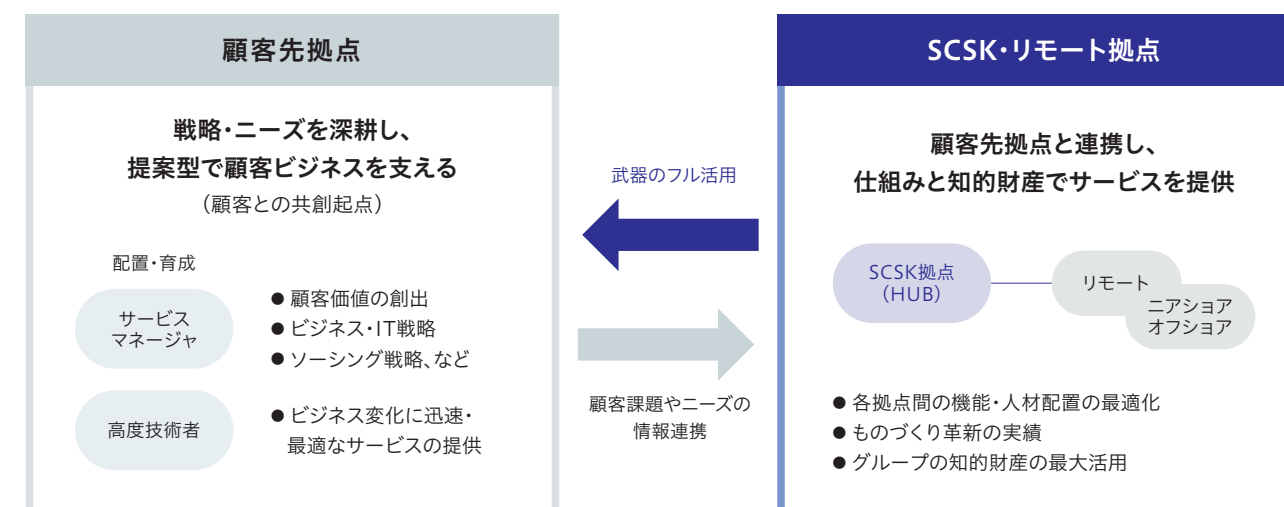 顧客先拠点
戦略・ニーズを深耕し、
提案型で顧客ビジネスを支える
（顧客との共創起点）
配置・育成
サービス
マネージャ
● 顧客価値の創出
● ビジネス・IT戦略
● ソーシング戦略、など
高度技術者
● ビジネス変化に迅速・
最適なサービスの提供
武器のフル活用
顧客課題やニーズの
情報連携
SCSK・リモート拠点
顧客先拠点と連携し、
仕組みと知的財産でサービスを提供
SCSK拠点
（HUB）
リモート
ニアショア
オフショア
● 各拠点間の機能・人材配置の最適化
● ものづくり革新の実績
● グループの知的財産の最大活用